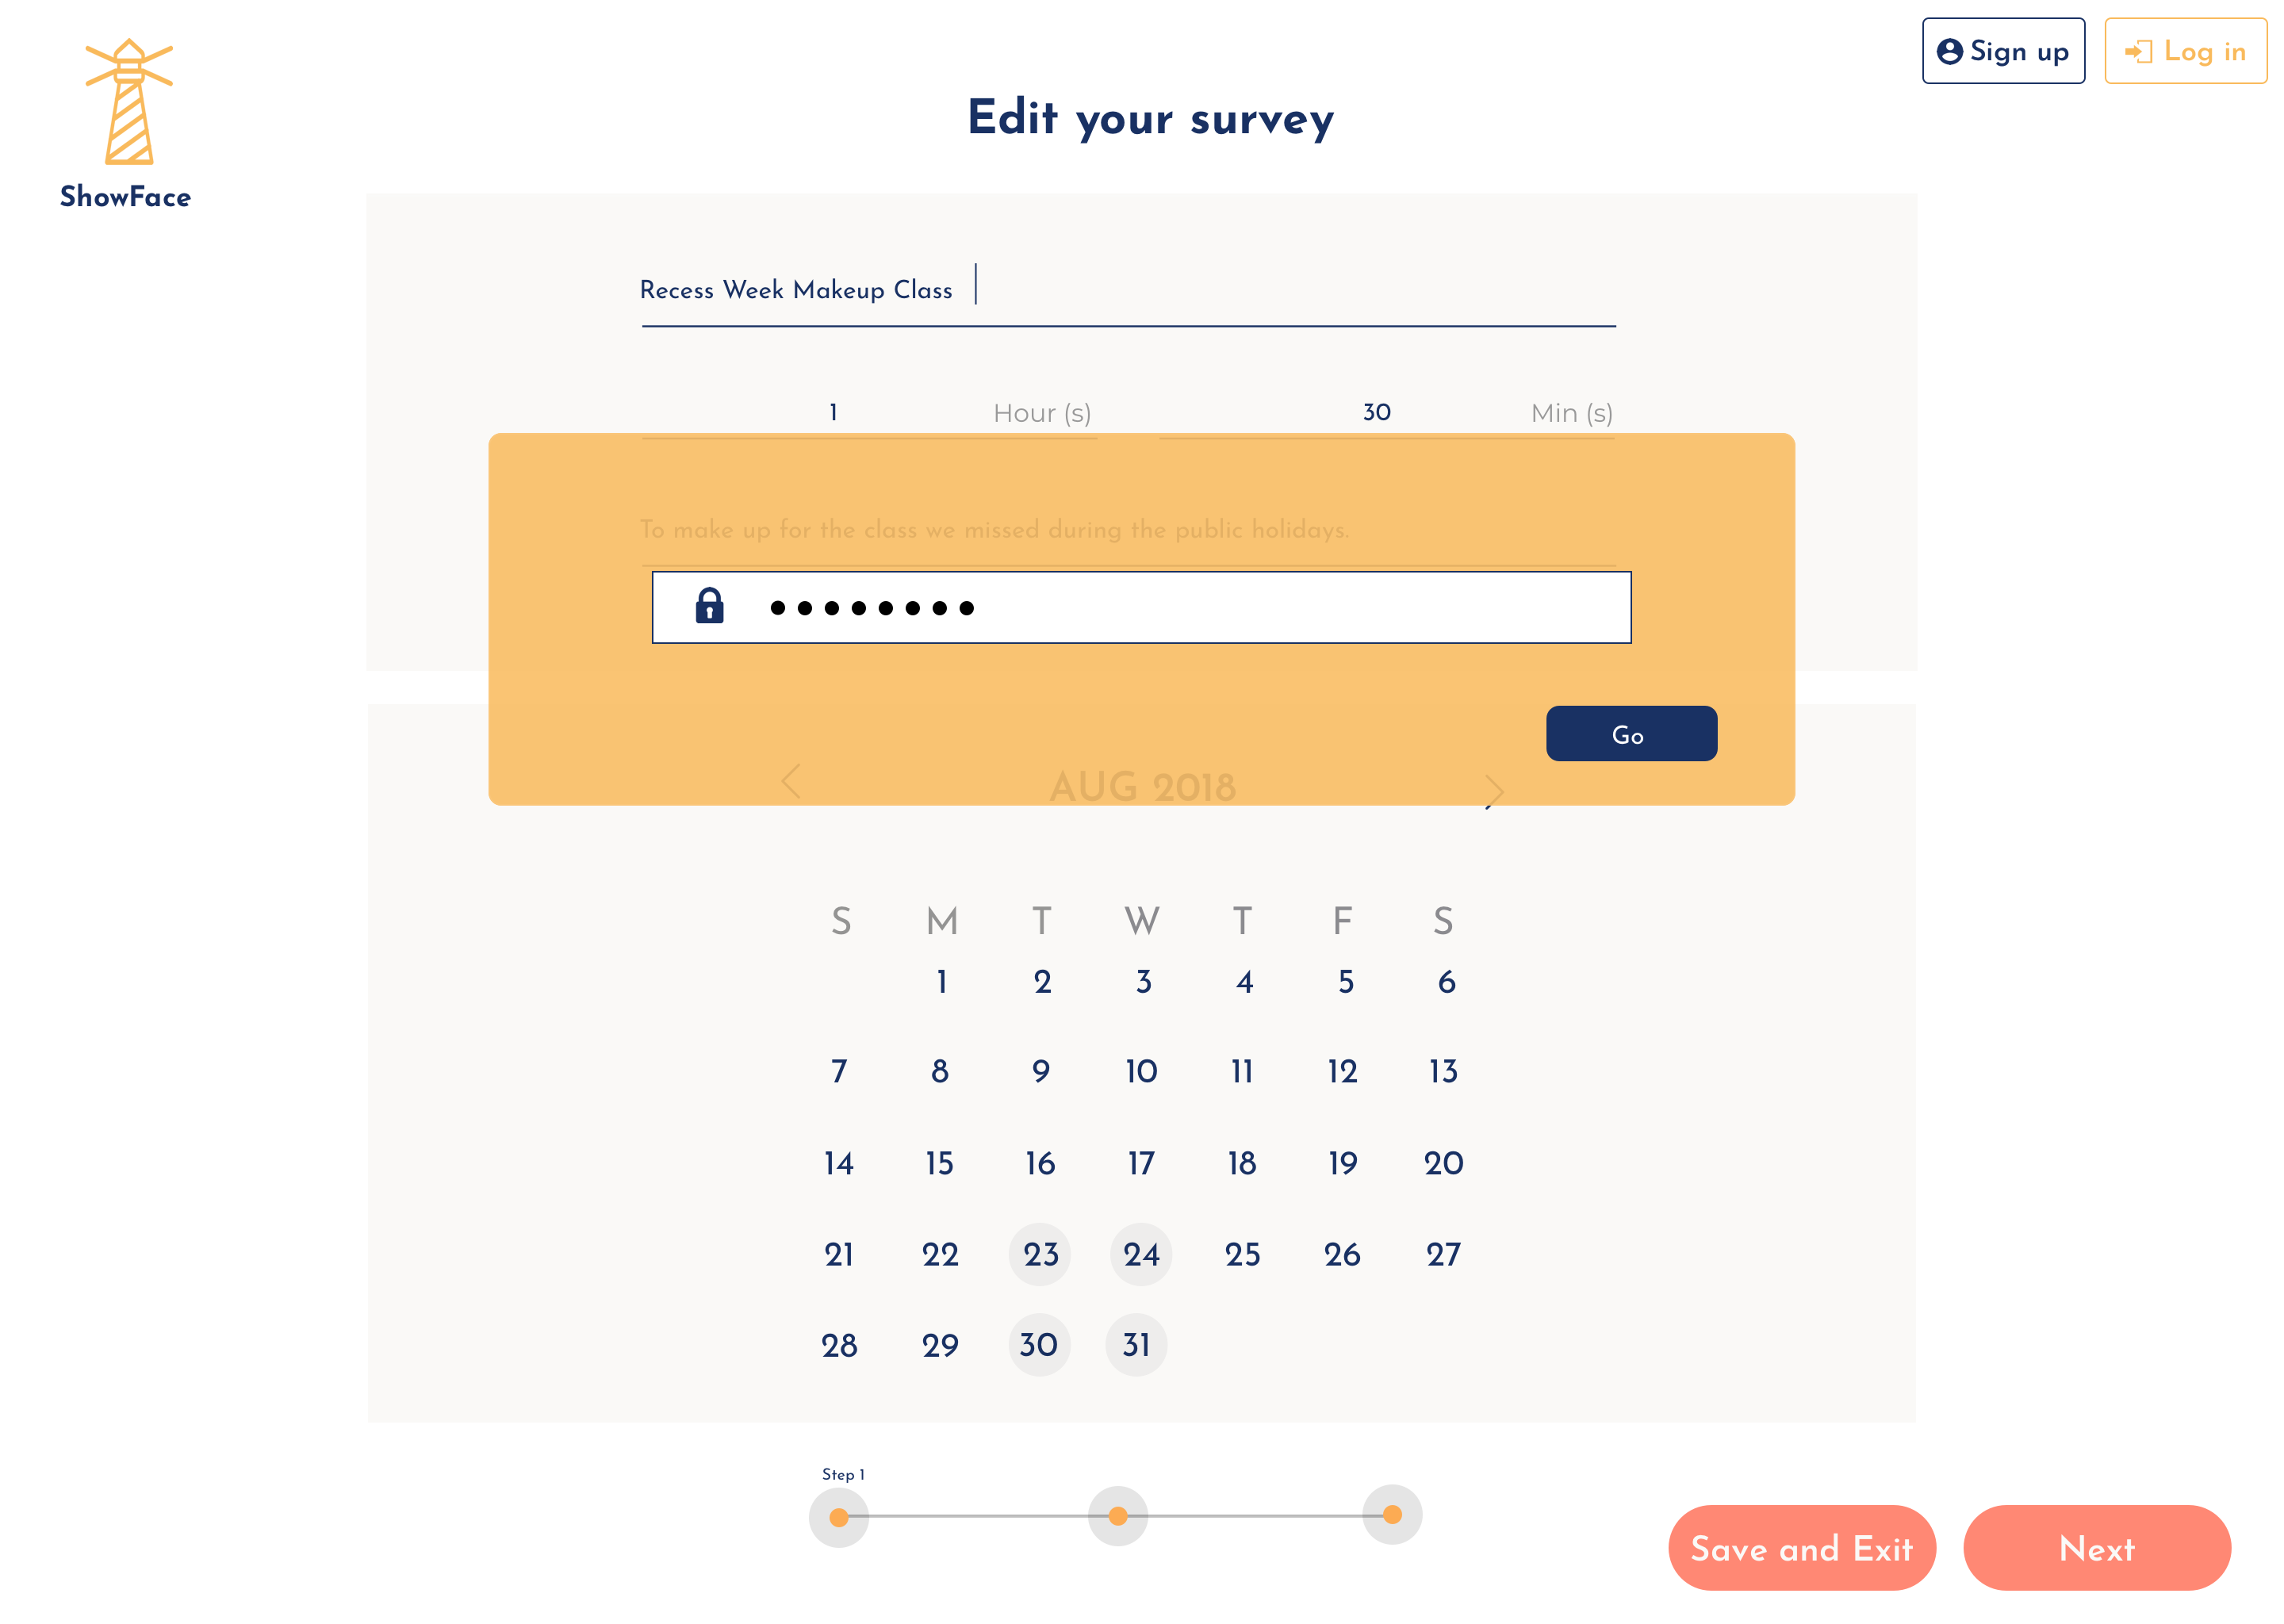 Sign up
Log in
Edit your survey
ShowFace
Recess Week Makeup Class
1 Hour (s) 30 Min (s)
To make up for the class we missed during the public holidays.
Go
AUG 2018
S M T W T F S
1 2 3 4 5 6
7 8 9 10 11 12 13
14 15 16 17 18 19 20
21 22 23 24 25 26 27
28 29 30 31
Step 1
Save and Exit
Next